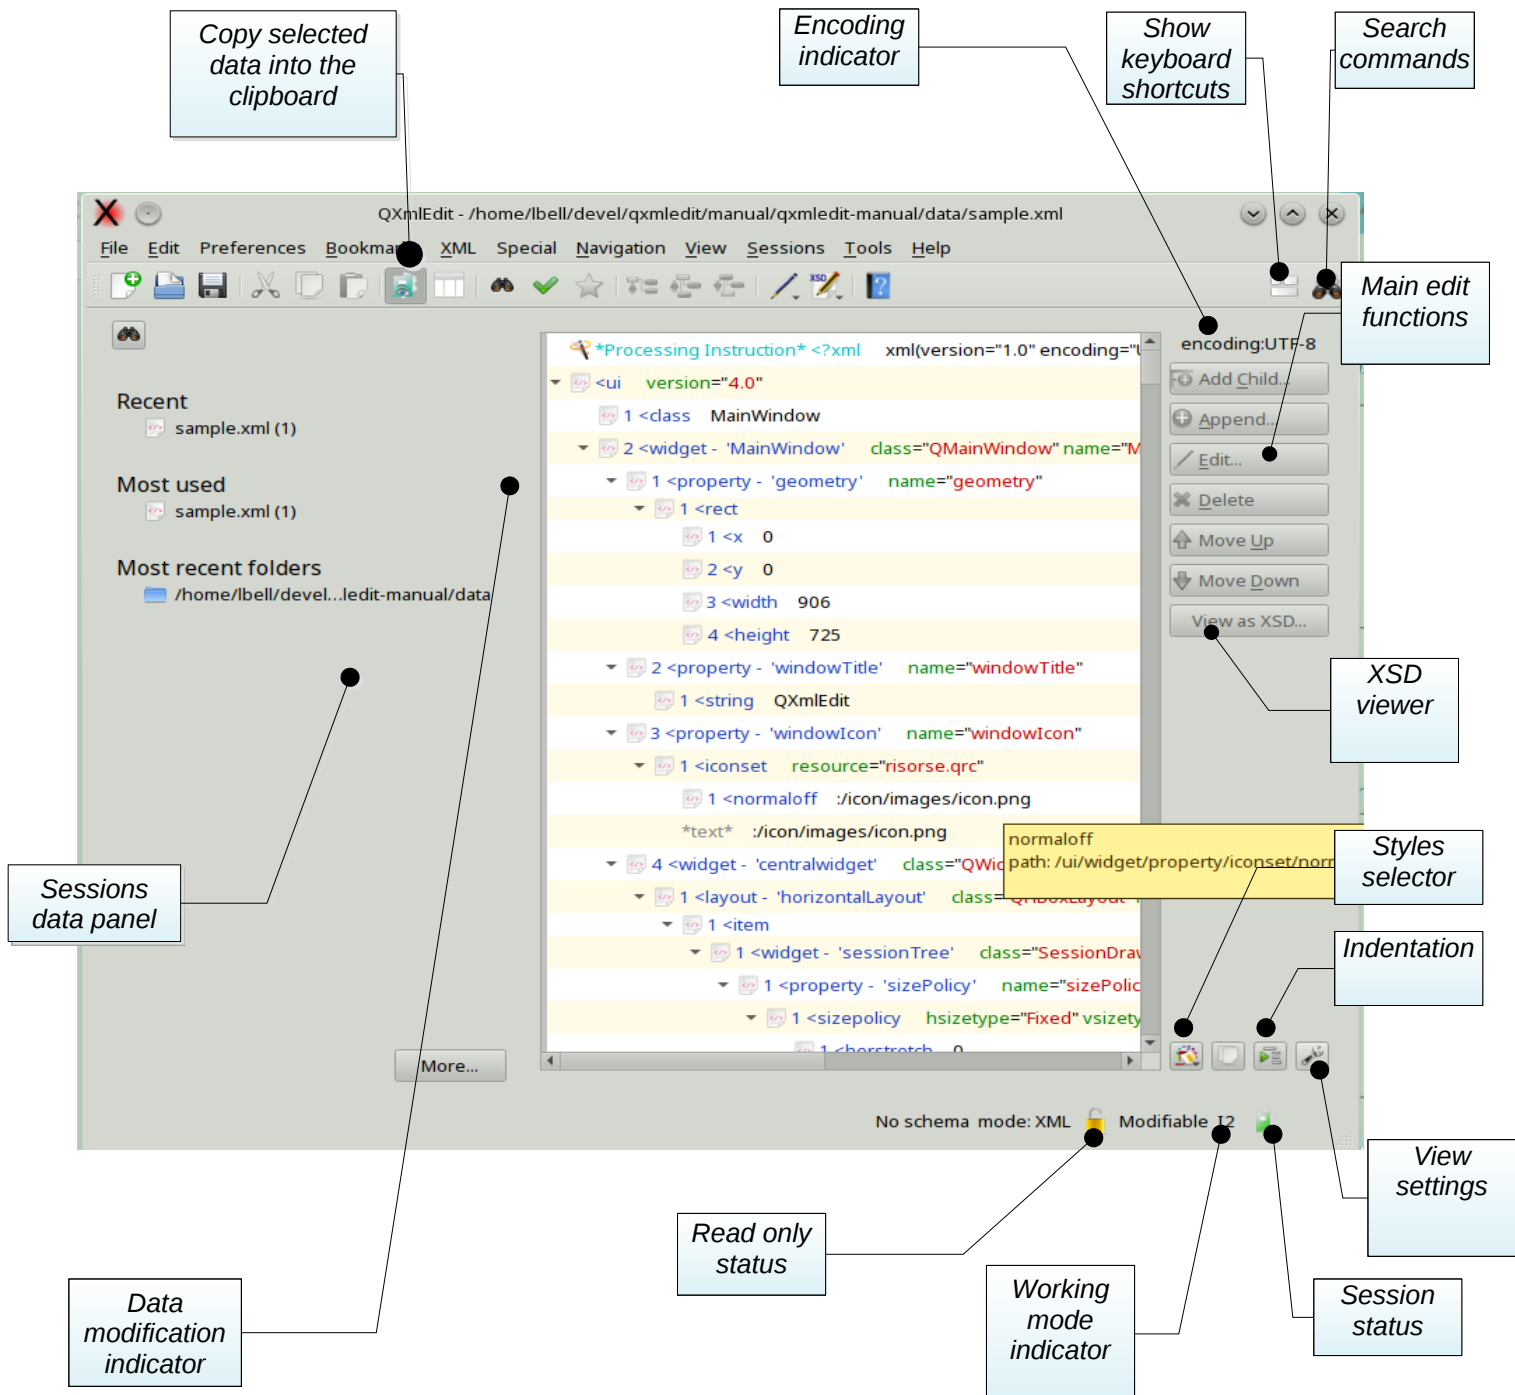 Copy selected
data into the
clipboard
Encoding
indicator
Show
keyboard
shortcuts
Search
commands
QXmlEdit - /home/lbell/devel/qxmledit/manual/qxmledit-manual/data/sample.xml
File Edit Preferences Bookmar XML Special Navigation View Sessions Tools Help
XSD
Main edit
functions
*Processing Instruction* <?xml xml(version="1.0" encoding="U
encoding:UTF-8
<ui version="4.0"
Add Child...
Recent
1 <class MainWindow
Append...
sample.xml (1)
2 <widget - 'MainWindow' class="QMainWindow" name="M
Edit...
Most used
1 <property - 'geometry' name="geometry"
sample.xml (1)
1 <rect
Delete
1 <x 0
Move Up
Most recent folders
2 <y 0
Move Down
/home/lbell/devel...ledit-manual/data
3 <width 906
View as XSD...
4 <height 725
2 <property - 'windowTitle' name="windowTitle"
XSD
viewer
1 <string QXmlEdit
3 <property - 'windowIcon' name="windowIcon"
1 <iconset resource="risorse.qrc"
1 <normaloff :/icon/images/icon.png
*text* :/icon/images/icon.png
normaloff
path: /ui/widget/property/iconset/norr
Styles
selector
4 <widget - 'centralwidget' class="QWid
Sessions
data panel
1 <layout - 'horizontalLayout' class="QHBoxLayout"
1 <item
Indentation
1 <widget - 'sessionTree' class="SessionDrav
1 <property - 'sizePolicy' name="sizePolic
1 <sizepolicy hsizetype="Fixed" vsizety
1 <horstretch 0
More...
No schema mode: XML Modifiable I2
View
settings
Read only
status
Working
mode
indicator
Session
status
Data
modification
indicator